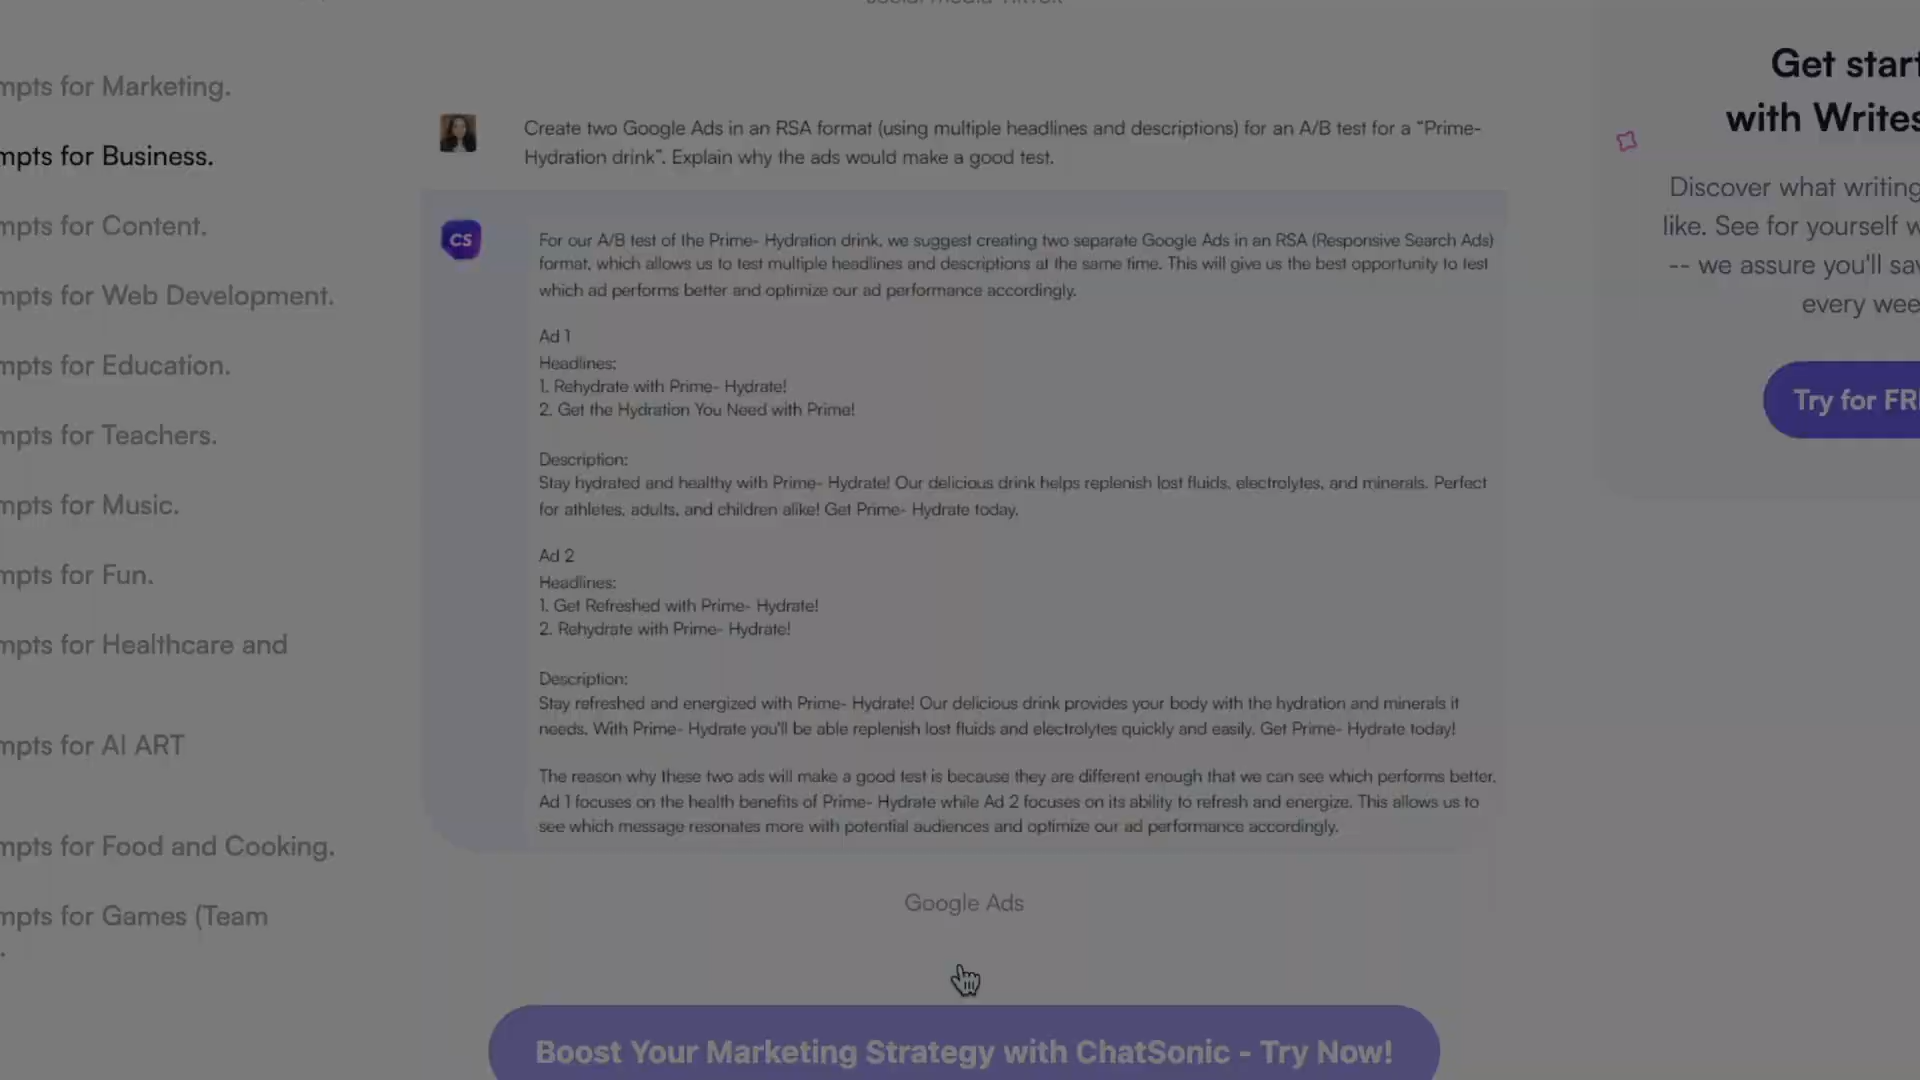 mpts for Marketing.
mpts for Business.
mpts for Content.
mpts for Web Development.
mpts for Education.
mpts for Teachers.
mpts for Music.
mpts for Fun.
mpts for Healthcare and
mpts for AI ART
mpts for Food and Cooking.
mpts for Games (Team
.
Create two Google Ads in an RSA format (using multiple headlines and descriptions) for an A/B test for a “Prime-
Hydration drink”. Explain why the ads would make a good test.
CS
For our A/B test of the Prime- Hydration drink, we suggest creating two separate Google Ads in an RSA (Responsive Search Ads)
format, which allows us to test multiple headlines and descriptions at the same time. This will give us the best opportunity to test
which ad performs better and optimize our ad performance accordingly.
Ad 1
Headlines:
1. Rehydrate with Prime- Hydrate!
2. Get the Hydration You Need with Prime!
Description:
Stay hydrated and healthy with Prime- Hydrate! Our delicious drink helps replenish lost fluids, electrolytes, and minerals. Perfect
for athletes, adults, and children alike! Get Prime- Hydrate today.
Ad 2
Headlines:
1. Get Refreshed with Prime- Hydrate!
2. Rehydrate with Prime- Hydrate!
Description:
Stay refreshed and energized with Prime- Hydrate! Our delicious drink provides your body with the hydration and minerals it
needs. With Prime- Hydrate you'll be able replenish lost fluids and electrolytes quickly and easily. Get Prime- Hydrate today!
The reason why these two ads will make a good test is because they are different enough that we can see which performs better.
Ad 1 focuses on the health benefits of Prime- Hydrate while Ad 2 focuses on its ability to refresh and energize. This allows us to
see which message resonates more with potential audiences and optimize our ad performance accordingly.
Google Ads
Boost Your Marketing Strategy with ChatSonic - Try Now!
Get start
with Writes
Discover what writing
like. See for yourself w
-- we assure you'll sav
every wee
Try for FR